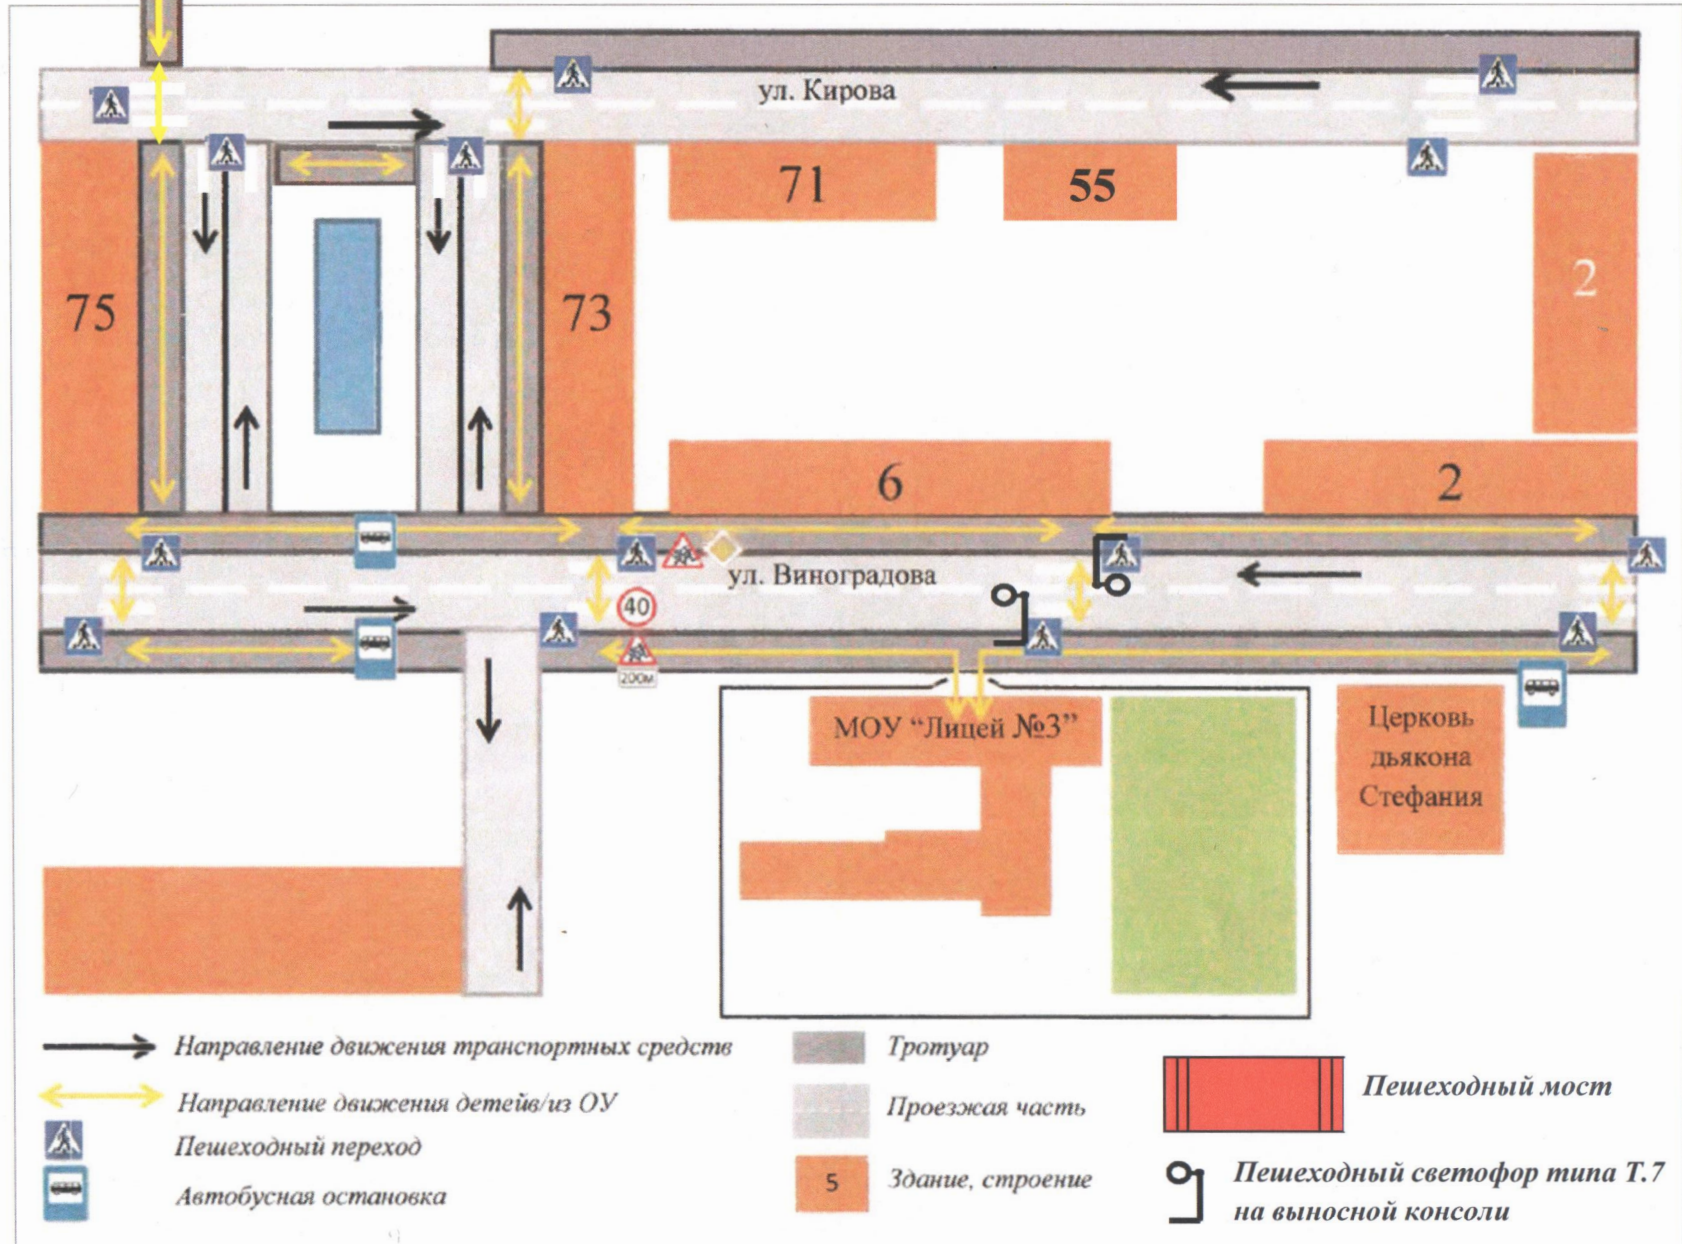 ул. Кирова
71
55
2
75
73
6
2
ул. Виноградова
40
200м
МОУ “Лицей №3”
Церковь
дьякона
Стефания
Направление движения транспортных средств
Направление движения детейв/из ОУ
Пешеходный переход
Автобусная остановка
Тротуар
Проезжая часть
5
Здание, строение
Пешеходный мост
Пешеходный светофор типа Т.7
на выносной консоли